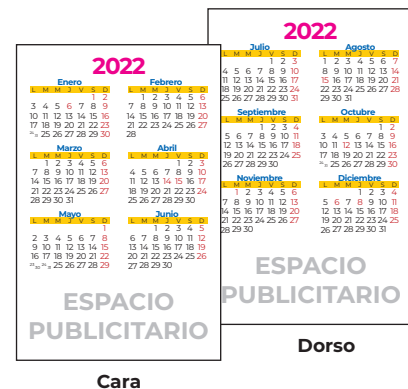 2022
Enero
L M M J V S D
1 2
3 4 5 6 7 8 9
10 11 12 13 14 15 16
17 18 19 20 21 22 23
24/31 25 26 27 28 29 30
Febrero
L M M J V S D
1 2 3 4 5 6
7 8 9 10 11 12 13
14 15 16 17 18 19 20
21 22 23 24 25 26 27
28
Marzo
L M M J V S D
1 2 3 4 5 6
7 8 9 10 11 12 13
14 15 16 17 18 19 20
21 22 23 24 25 26 27
28 29 30 31
Abril
L M M J V S D
1 2 3
4 5 6 7 8 9 10
11 12 13 14 15 16 17
18 19 20 21 22 23 24
25 26 27 28 29 30
Mayo
L M M J V S D
1
2 3 4 5 6 7 8
9 10 11 12 13 14 15
16 17 18 19 20 21 22
23/30 24/31 25 26 27 28 29
Junio
L M M J V S D
1 2 3 4 5
6 7 8 9 10 11 12
13 14 15 16 17 18 19
20 21 22 23 24 25 26
27 28 29 30
ESPACIO
PUBLICITARIO
Cara
2022
Julio
L M M J V S D
1 2 3
4 5 6 7 8 9 10
11 12 13 14 15 16 17
18 19 20 21 22 23 24
25 26 27 28 29 30 31
Agosto
L M M J V S D
1 2 3 4 5 6 7
8 9 10 11 12 13 14
15 16 17 18 19 20 21
22 23 24 25 26 27 28
29 30 31
Septiembre
L M M J V S D
1 2 3 4
5 6 7 8 9 10 11
12 13 14 15 16 17 18
19 20 21 22 23 24 25
26 27 28 29 30
Octubre
L M M J V S D
1 2
3 4 5 6 7 8 9
10 11 12 13 14 15 16
17 18 19 20 21 22 23
24/31 25 26 27 28 29 30
Noviembre
L M M J V S D
1 2 3 4 5 6
7 8 9 10 11 12 13
14 15 16 17 18 19 20
21 22 23 24 25 26 27
28 29 30
Diciembre
L M M J V S D
1 2 3 4
5 6 7 8 9 10 11
12 13 14 15 16 17 18
19 20 21 22 23 24 25
26 27 28 29 30 31
ESPACIO
PUBLICITARIO
Dorso